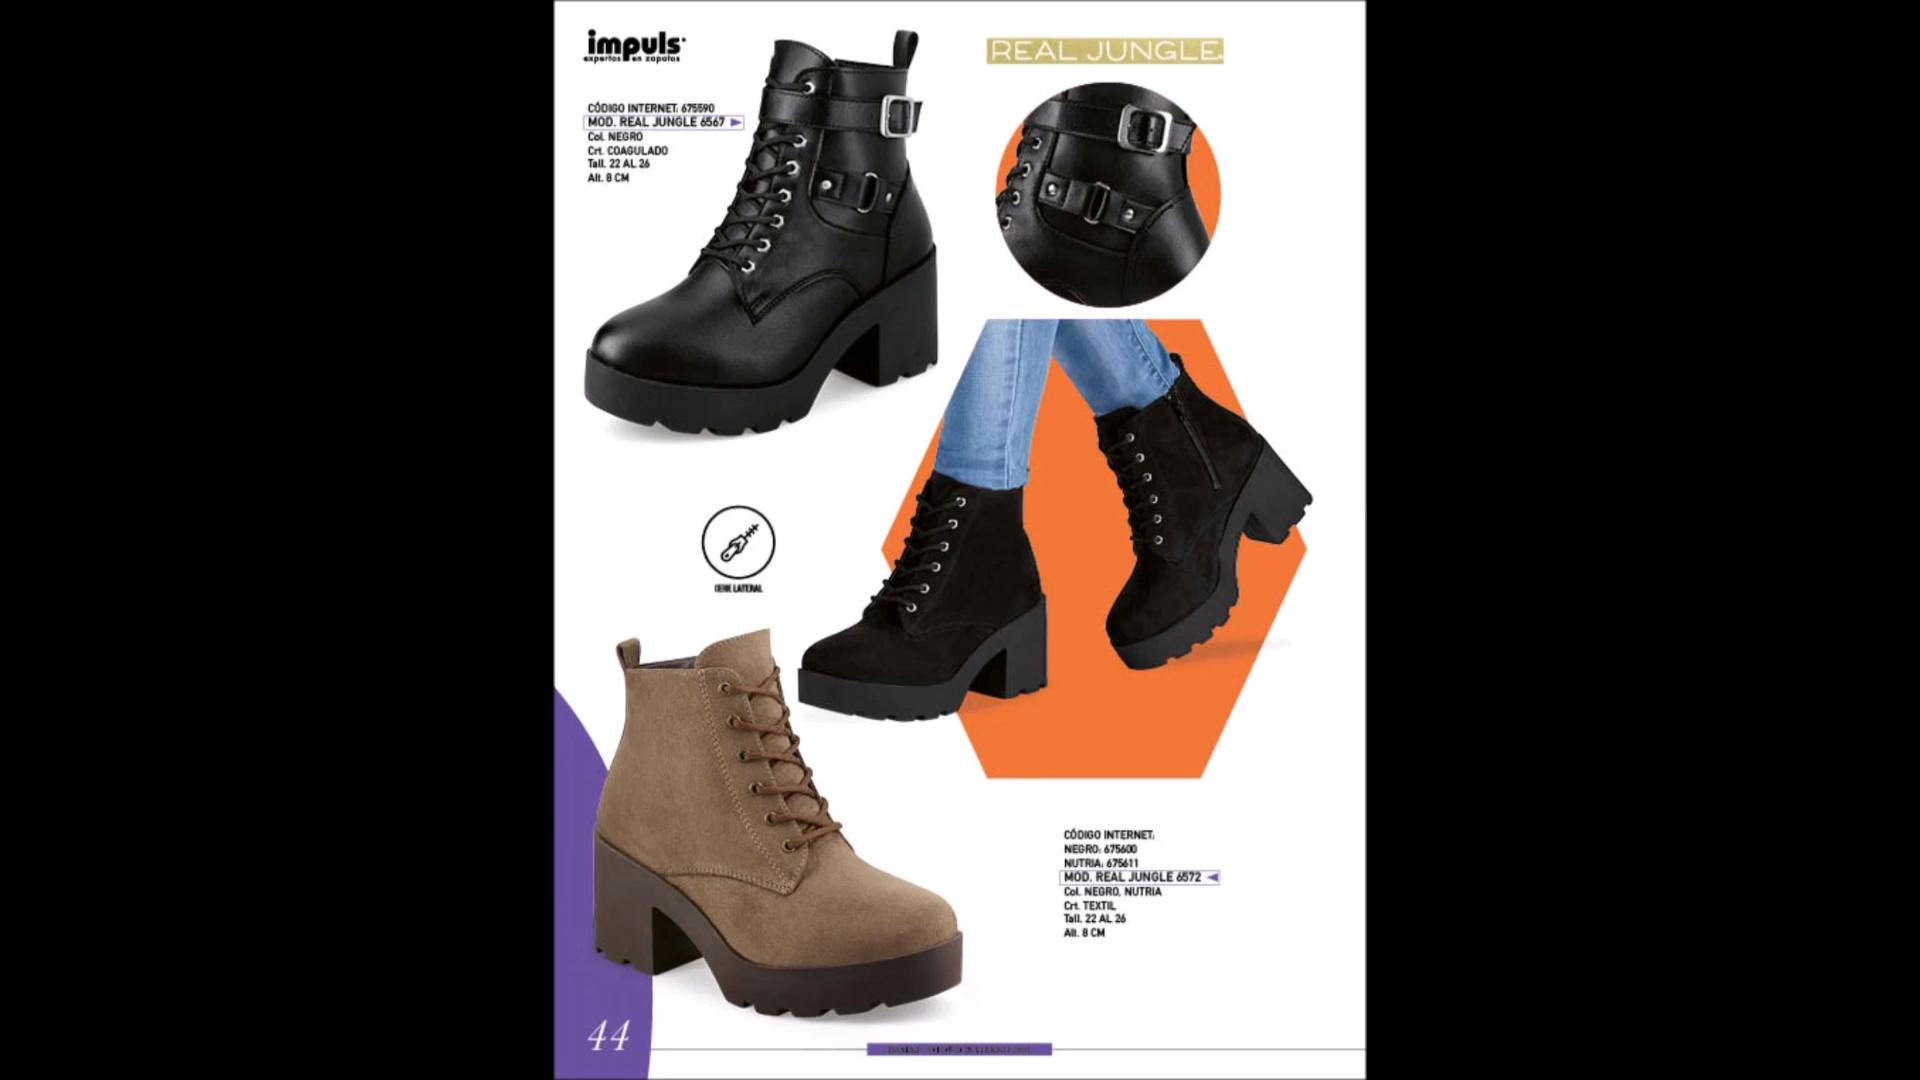 impuls
expertos en zapatos
REAL JUNGLE.
CÓDIGO INTERNET: 675590
MOD. REAL JUNGLE 6567
Col. NEGRO
Crt. COAGULADO
Tall. 22 AL 26
Alt. 8 CM
CIERRE LATERAL
CÓDIGO INTERNET:
NEGRO: 675600
NUTRIA: 675611
MOD. REAL JUNGLE 6572
Col. NEGRO, NUTRIA
Crt. TEXTIL
Tall. 22 AL 26
Alt. 8 CM
44